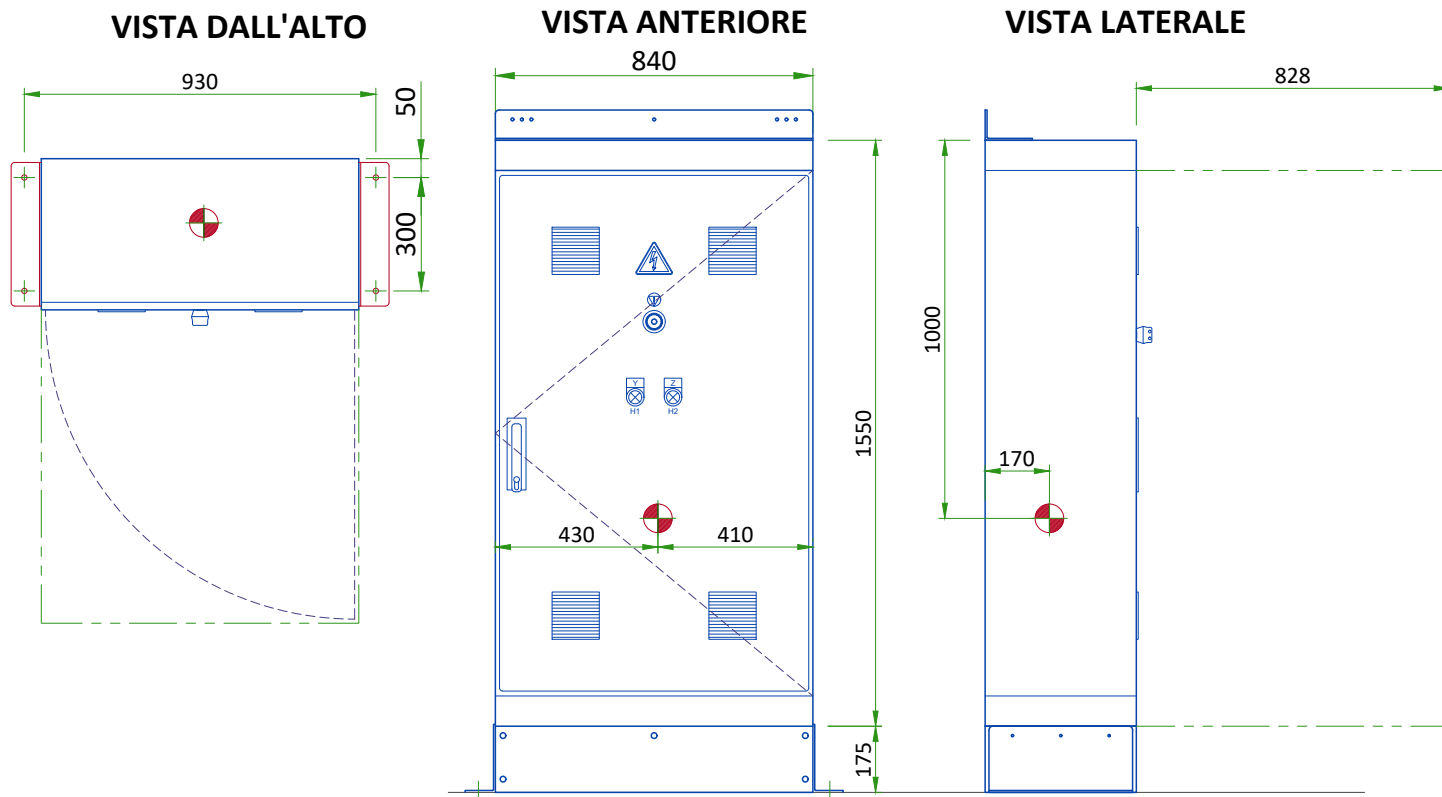 VISTA DALL'ALTO
VISTA ANTERIORE
VISTA LATERALE
930
50
300
840
Y
Z
H1
H2
430
410
1550
175
828
1000
170